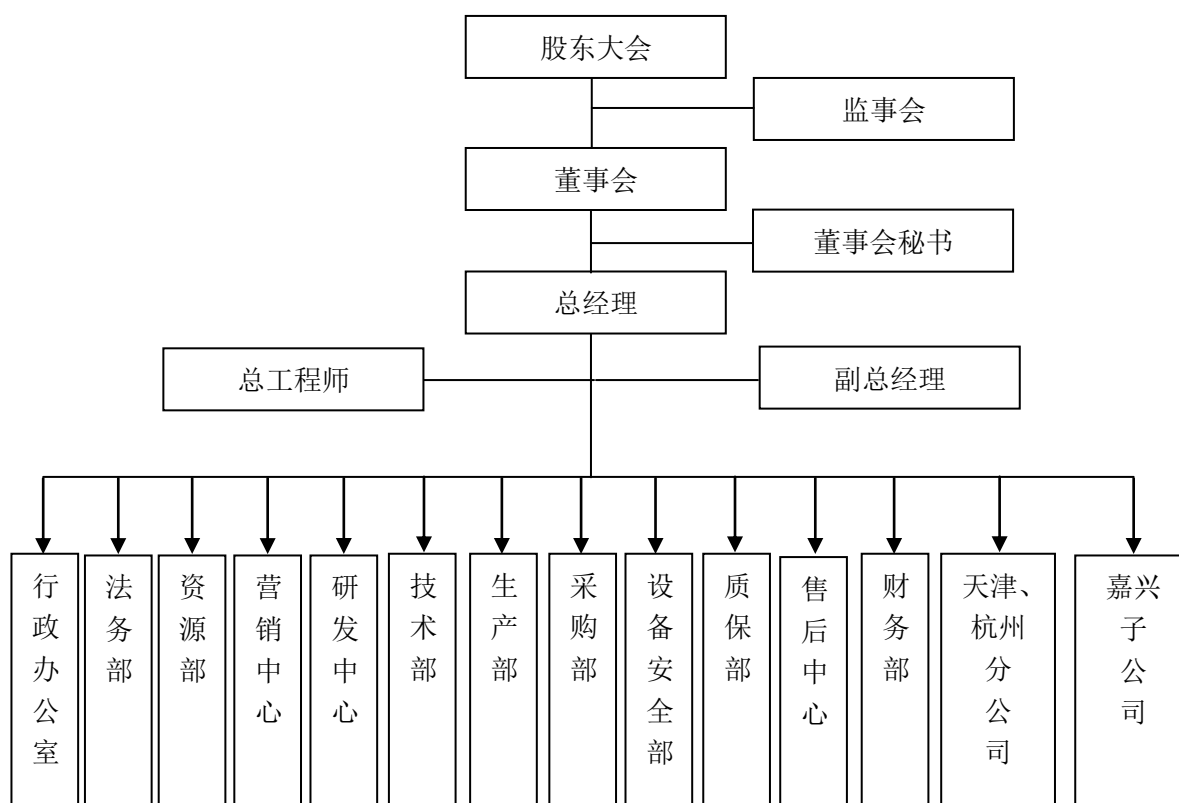 股东大会
监事会
董事会
董事会秘书
总经理
总工程师
副总经理
行政办公室
法务部
资源部
营销中心
研发中心
技术部
生产部
采购部
设备安全部
质保部
售后中心
财务部
天津、
杭州
分
公
司
嘉兴
子
公
司